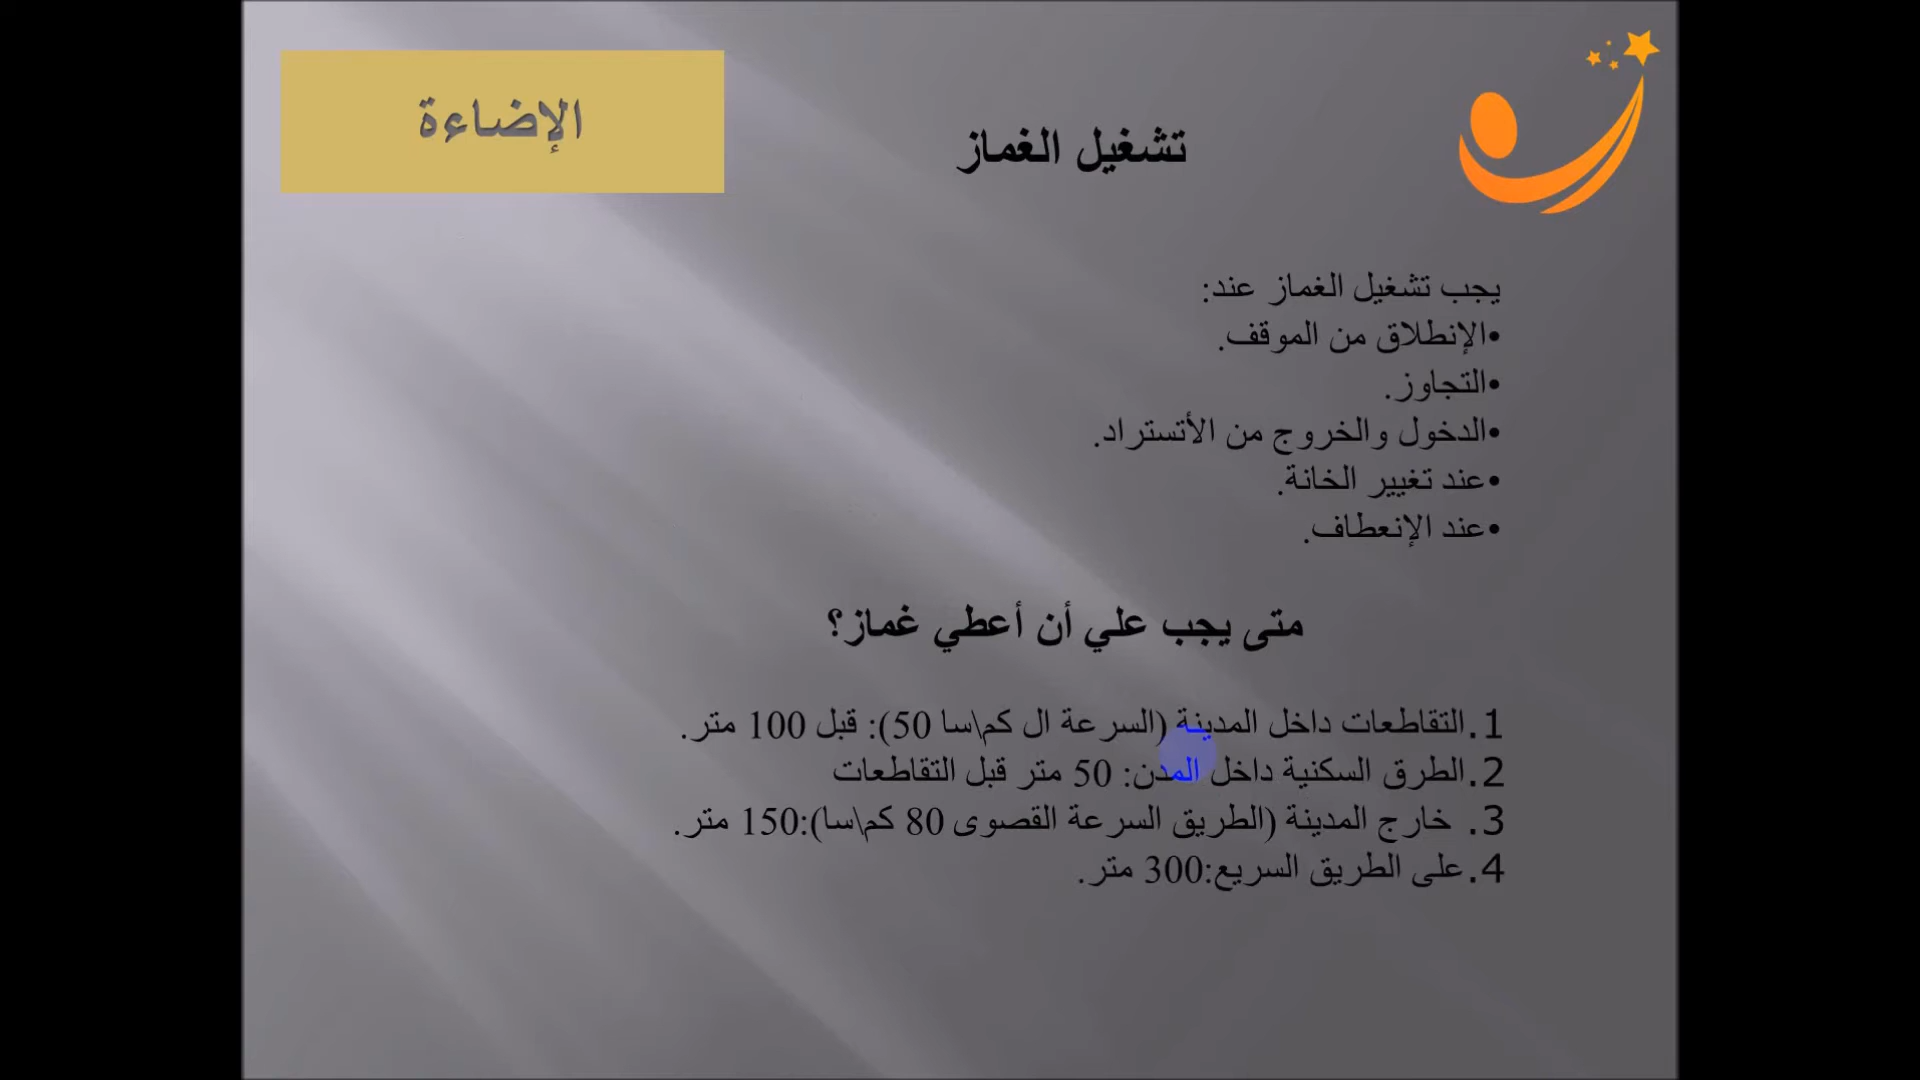 الإضاءة
تشغيل الغماز
يجب تشغيل الغماز عند:
•الإنطلاق من الموقف.
•التجاوز.
•الدخول والخروج من الأتستراد.
•عند تغيير الخانة.
•عند الإنعطاف.
متى يجب علي أن أعطي غماز؟
1.التقاطعات داخل المدينة (السرعة ال كم\سا 50): قبل 100 متر.
2.الطرق السكنية داخل المدن: 50 متر قبل التقاطعات
3. خارج المدينة (الطريق السرعة القصوى 80 كم\سا):150 متر.
4.على الطريق السريع:300 متر.